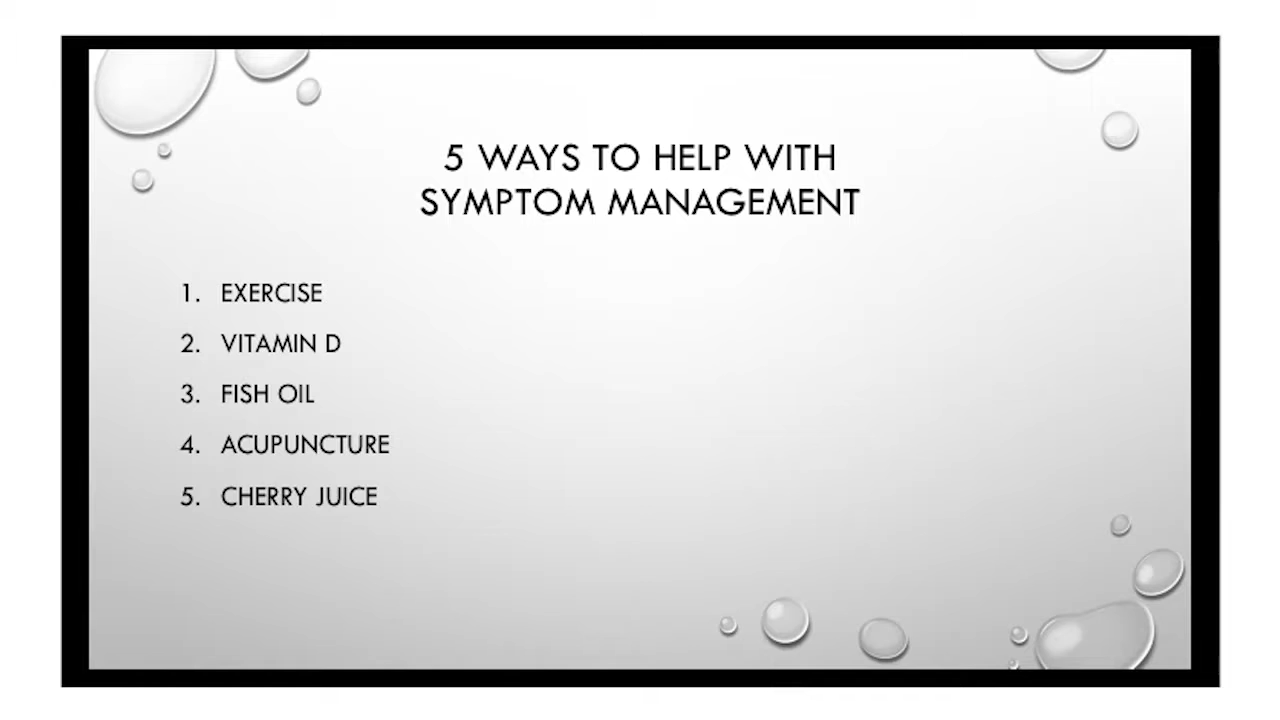 5 WAYS TO HELP WITH
SYMPTOM MANAGEMENT
1. EXERCISE
2. VITAMIN D
3. FISH OIL
4. ACUPUNCTURE
5. CHERRY JUICE